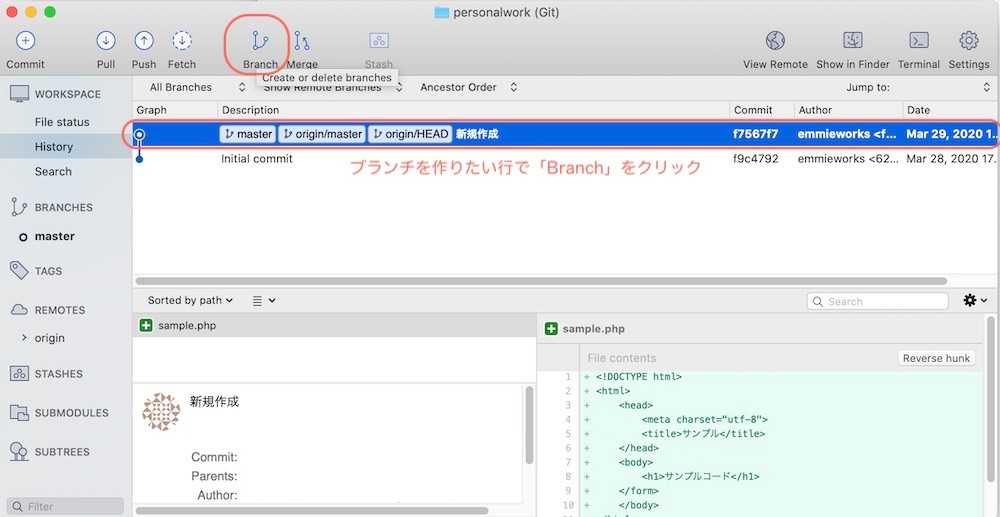 personalwork (Git)
Commit Pull Push Fetch Branch Merge Stash View Remote Show in Finder Terminal Settings
Create or delete branches
All Branches Show Remote Branches Ancestor Order Jump to:
Graph Description Commit Author Date
master origin/master origin/HEAD 新規作成 f7567f7 emmieworks <f... Mar 29, 2020 1...
Initial commit f9c4792 emmieworks <62... Mar 28, 2020 17...
ブランチを作りたい行で「Branch」をクリック
WORKSPACE
File status
History
Search
BRANCHES
master
TAGS
REMOTES
origin
STASHES
SUBMODULES
SUBTREES
Filter
Sorted by path Search
sample.php
新規作成
Commit:
Parents:
Author:
sample.php
File contents Reverse hunk
1 + <!DOCTYPE html>
2 + <html>
3 + <head>
4 + <meta charset="utf-8">
5 + <title>サンプル</title>
6 + </head>
7 + <body>
8 + <h1>サンプルコード</h1>
9 + </form>
10 + </body>